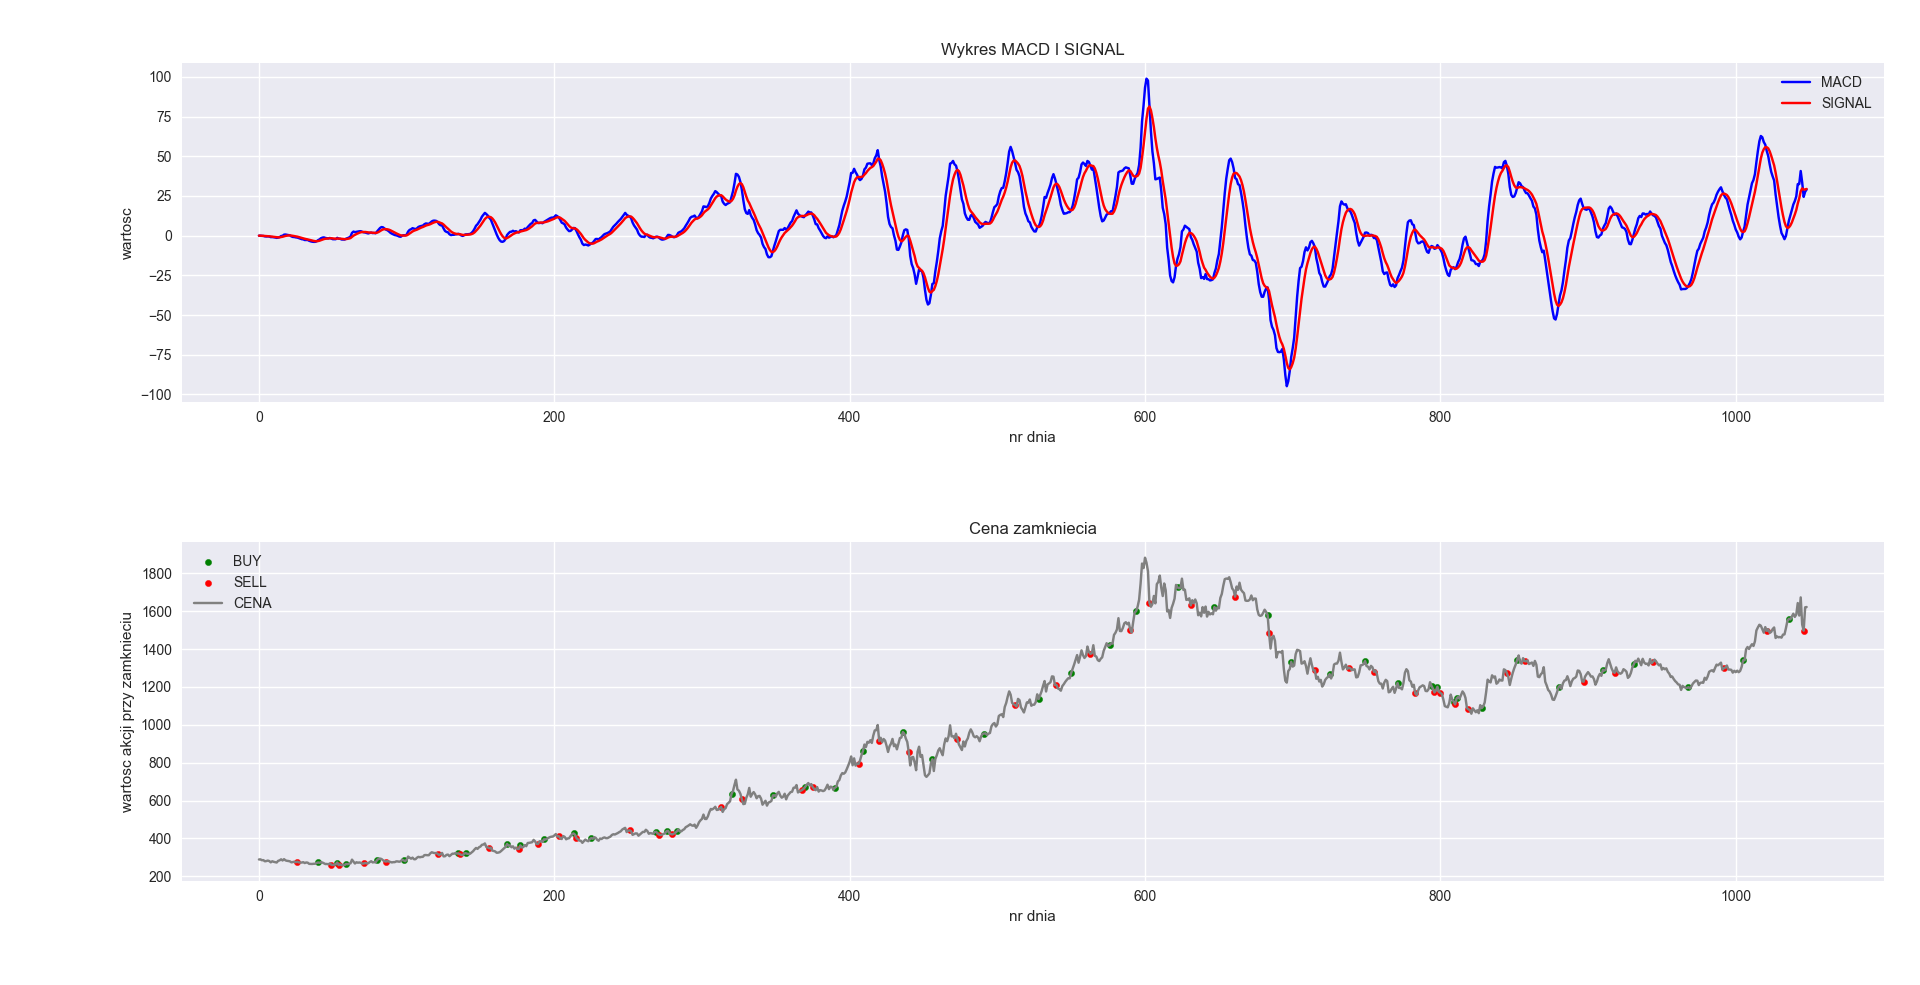 Wykres MACD I SIGNAL
MACD
SIGNAL
wartosc
100
75
50
25
0
−25
−50
−75
−100
0 200 400 600 800 1000
nr dnia
Cena zamkniecia
BUY
SELL
CENA
wartosc akcji przy zamknieciu
1800
1600
1400
1200
1000
800
600
400
200
0 200 400 600 800 1000
nr dnia